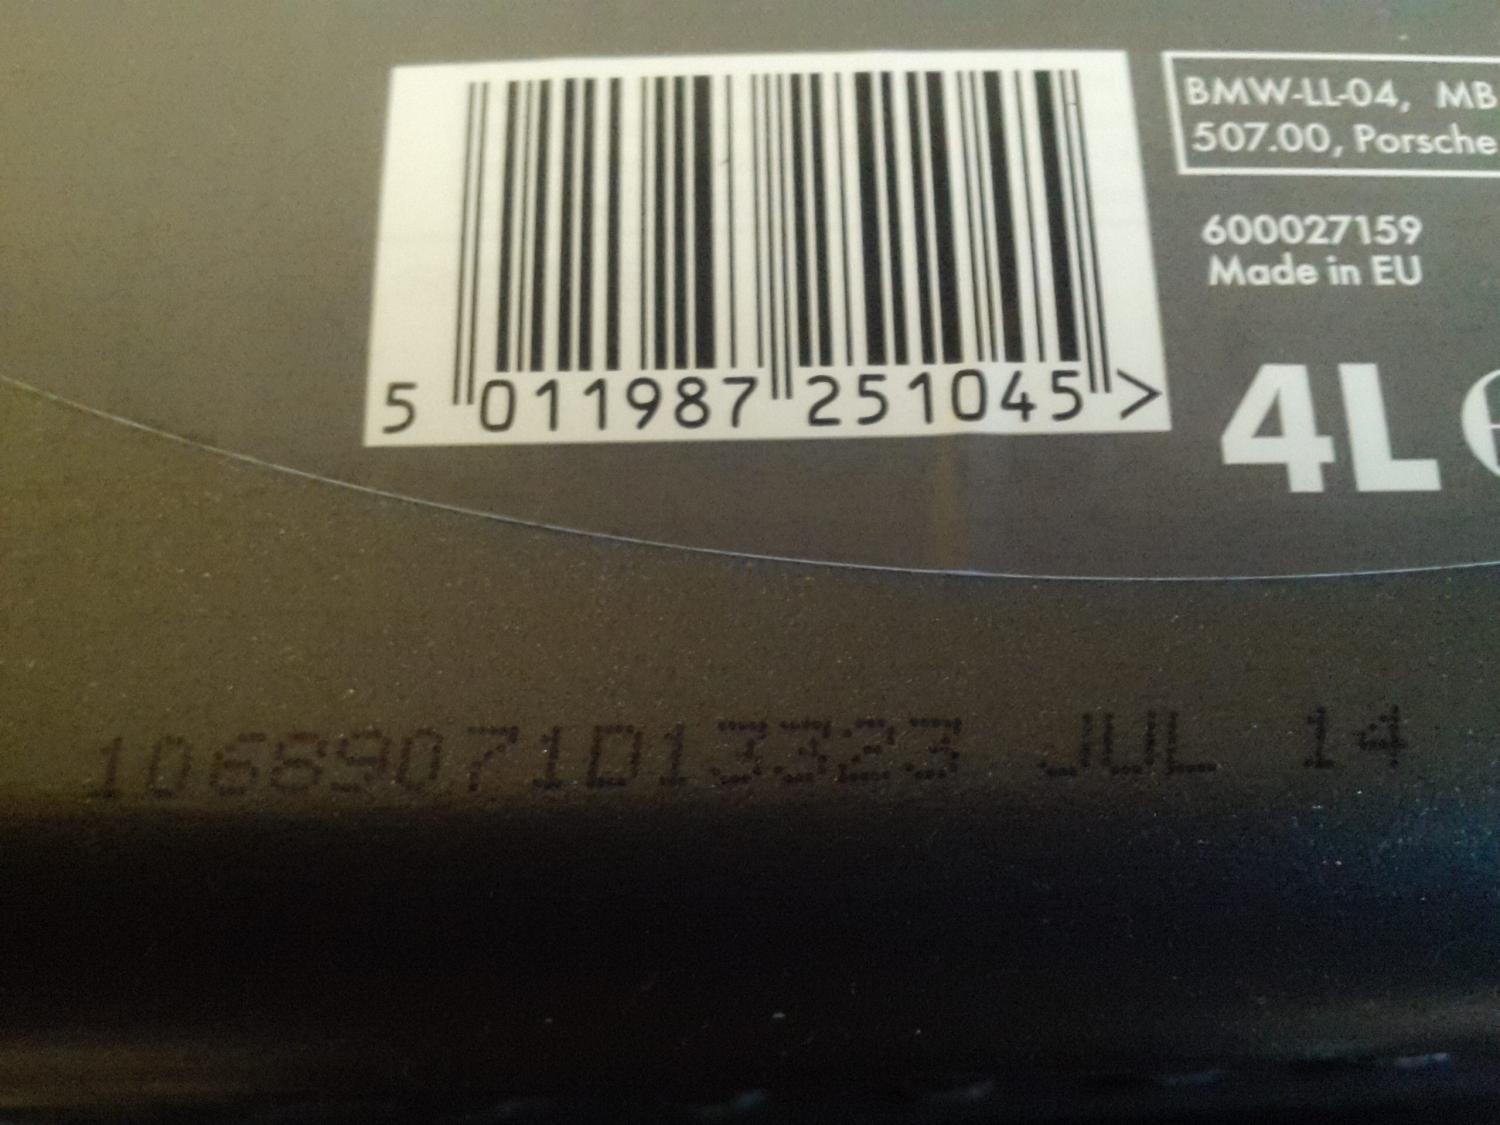 BMW-LL-04, MB
507.00, Porsche
600027159
Made in EU
5 011987 251045 >
4L
10689071D13323 JUL 14